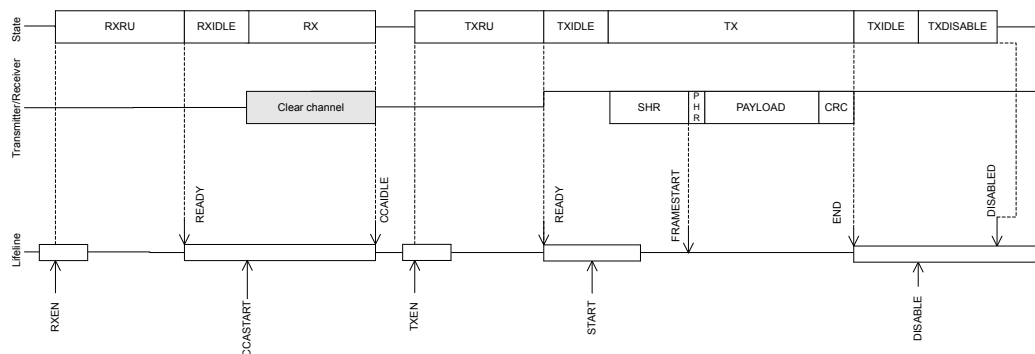 State
RXRU
RXIDLE
RX
TXRU
TXIDLE
TX
TXIDLE
TXDISABLE
Transmitter/Receiver
Clear channel
SHR
P
H
R
PAYLOAD
CRC
Lifeline
READY
CCAIDLE
READY
FRAMESTART
END
DISABLED
RXEN
CCASTART
TXEN
START
DISABLE